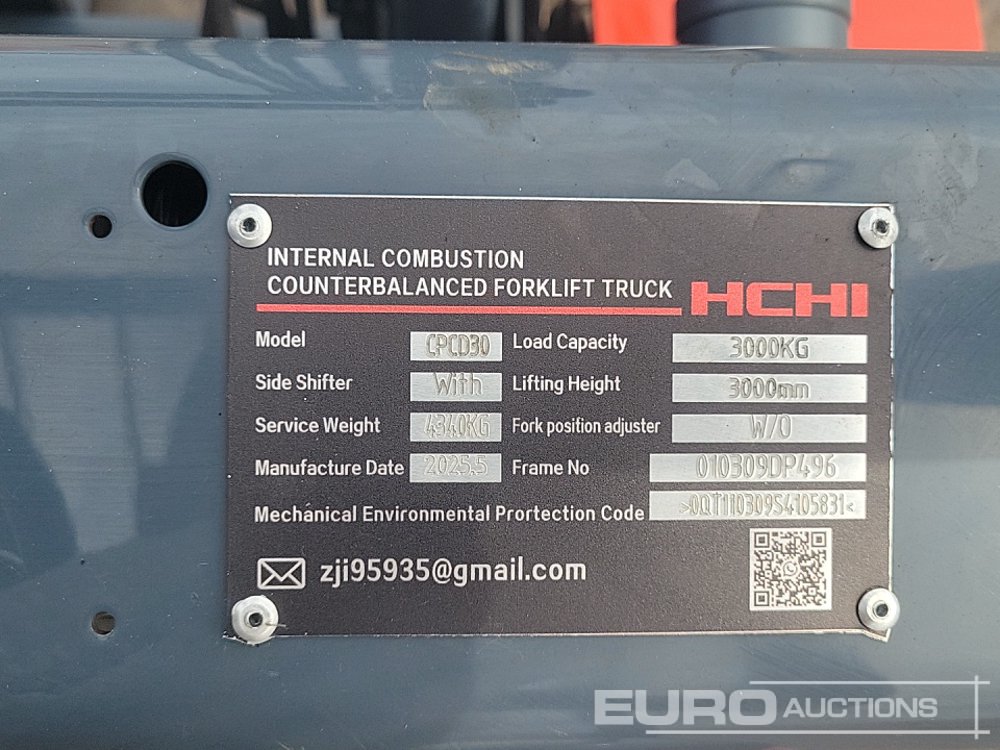 INTERNAL COMBUSTION
COUNTERBALANCED FORKLIFT TRUCK HCHI
Model CPCD30 Load Capacity 3000KG
Side Shifter With Lifting Height 3000mm
Service Weight 4340KG Fork position adjuster W/O
Manufacture Date 2025.5 Frame No 010309DP496
Mechanical Environmental Prortection Code >0QT110309S4105831<
zji95935@gmail.com
EURO AUCTIONS